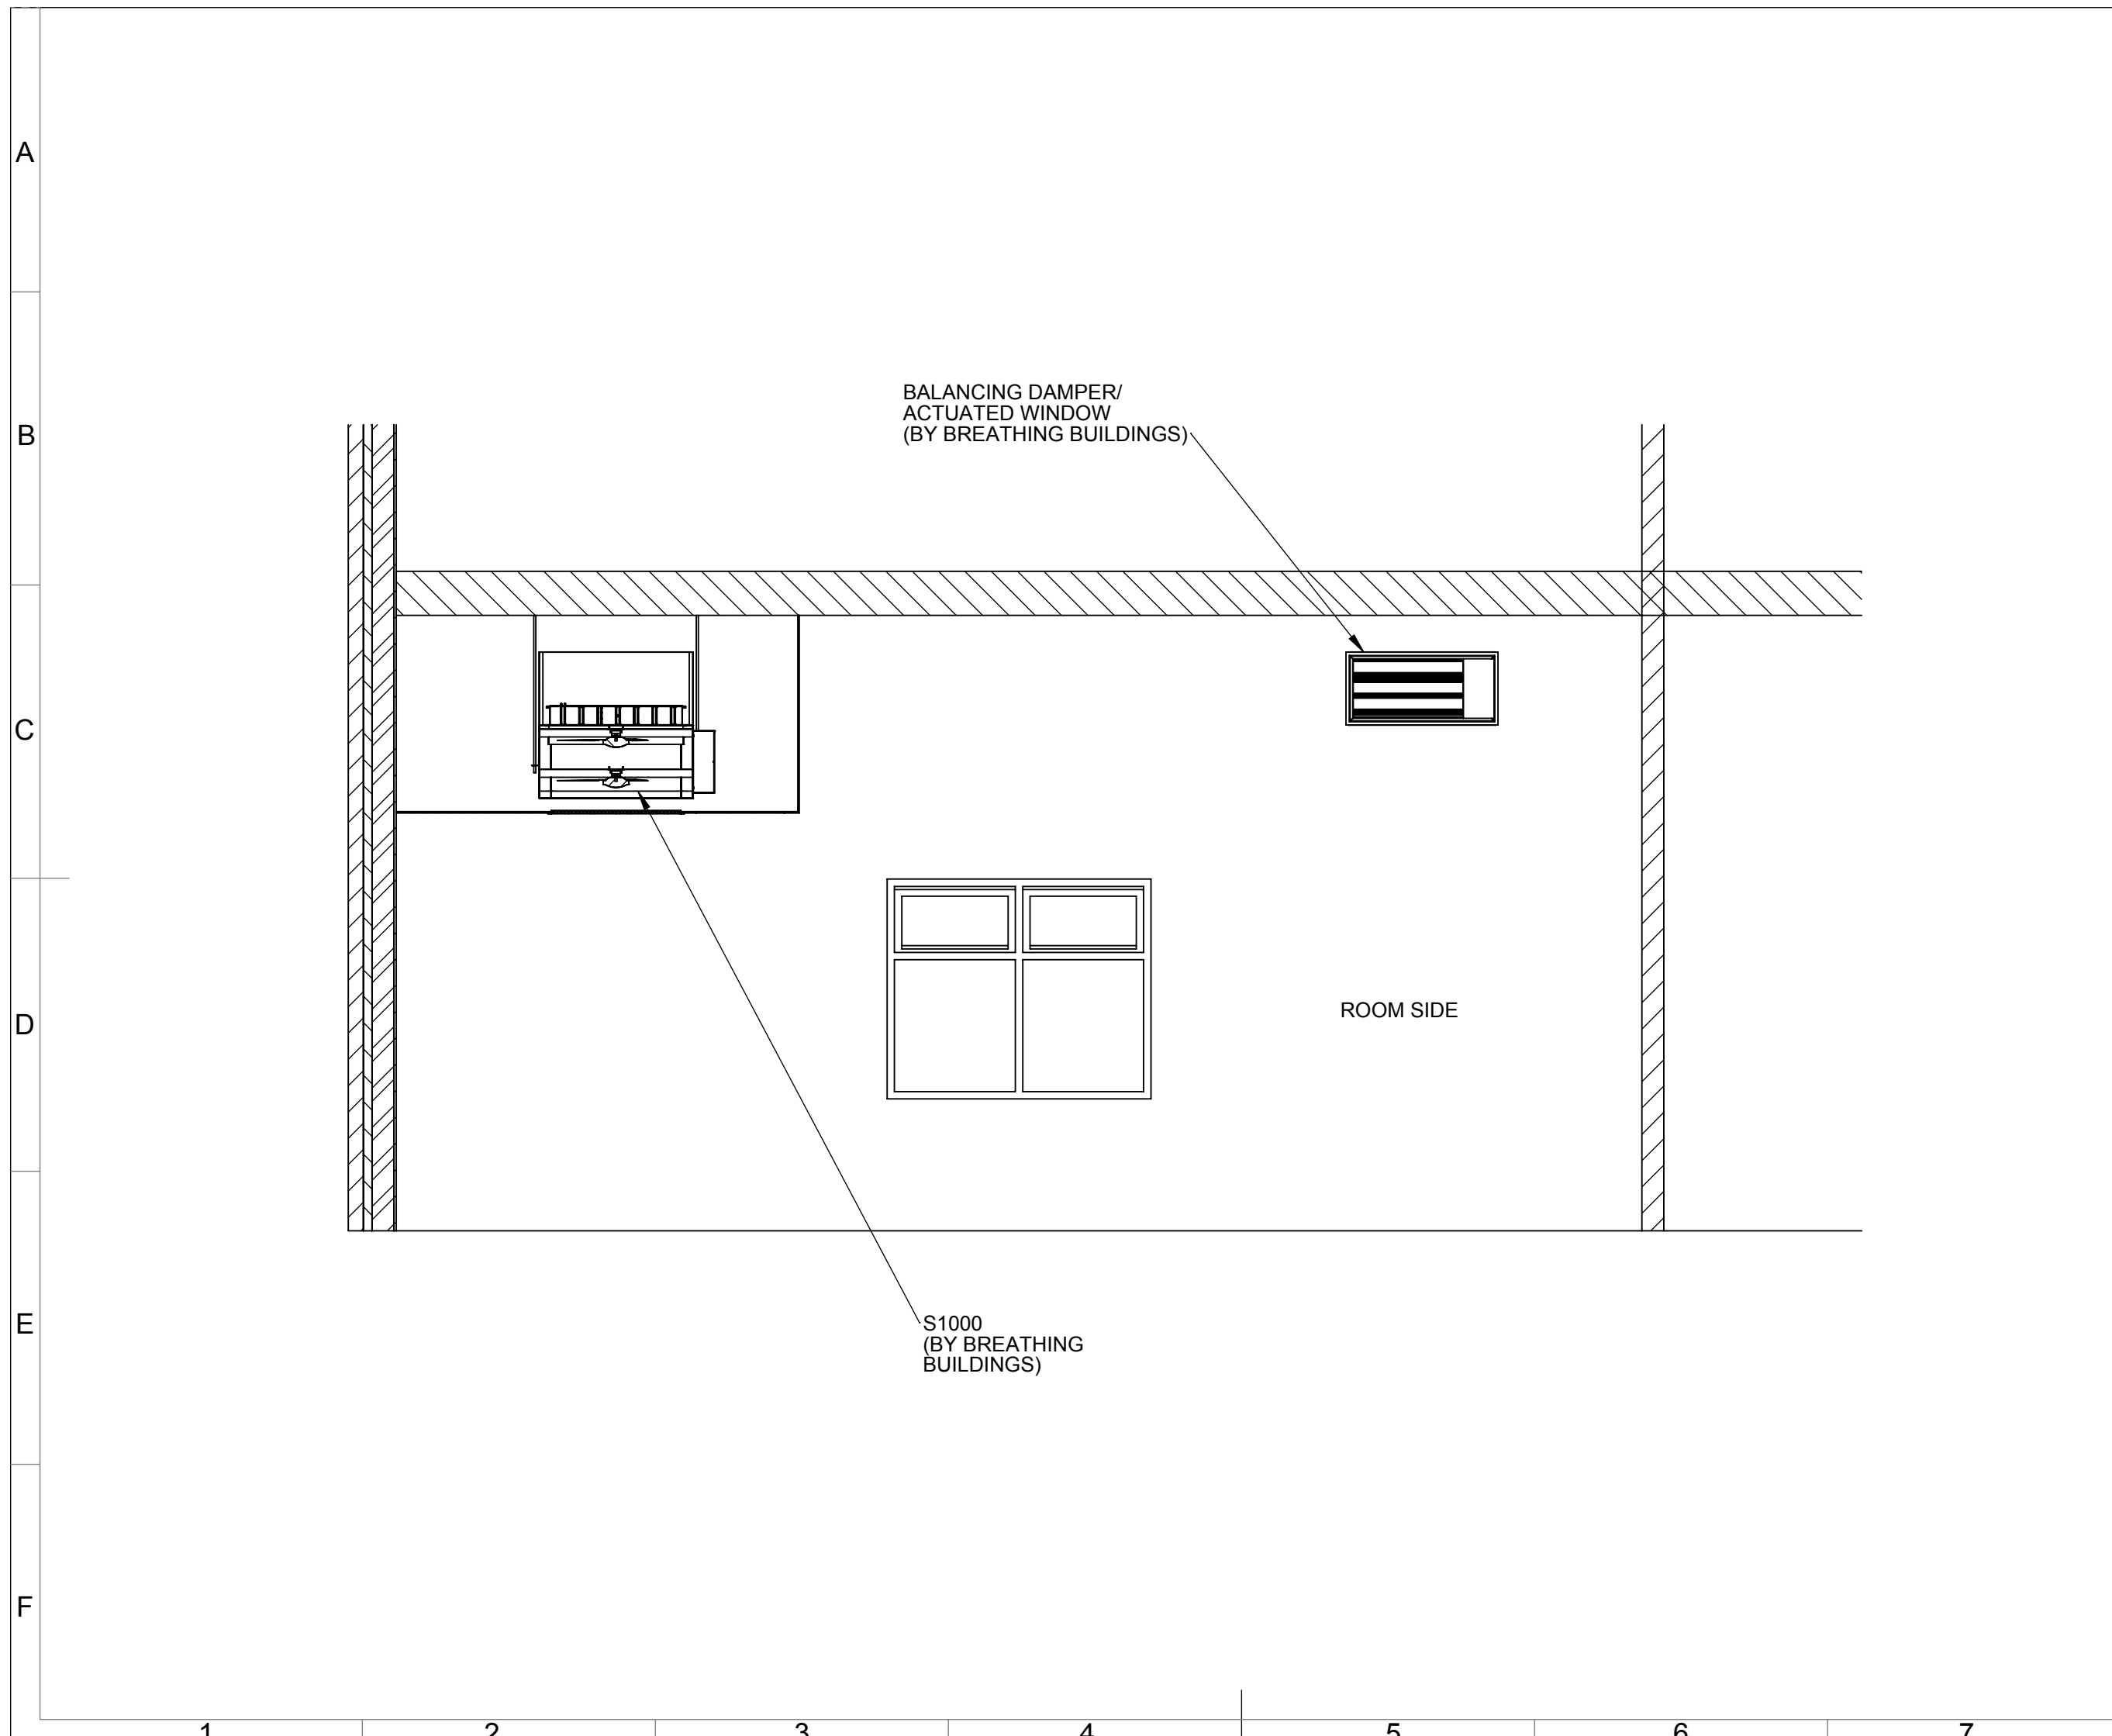 A
BALANCING DAMPER/
ACTUATED WINDOW
(BY BREATHING BUILDINGS)
B
C
D
ROOM SIDE
E
S1000
(BY BREATHING
BUILDINGS)
F
1 2 3 4 5 6 7